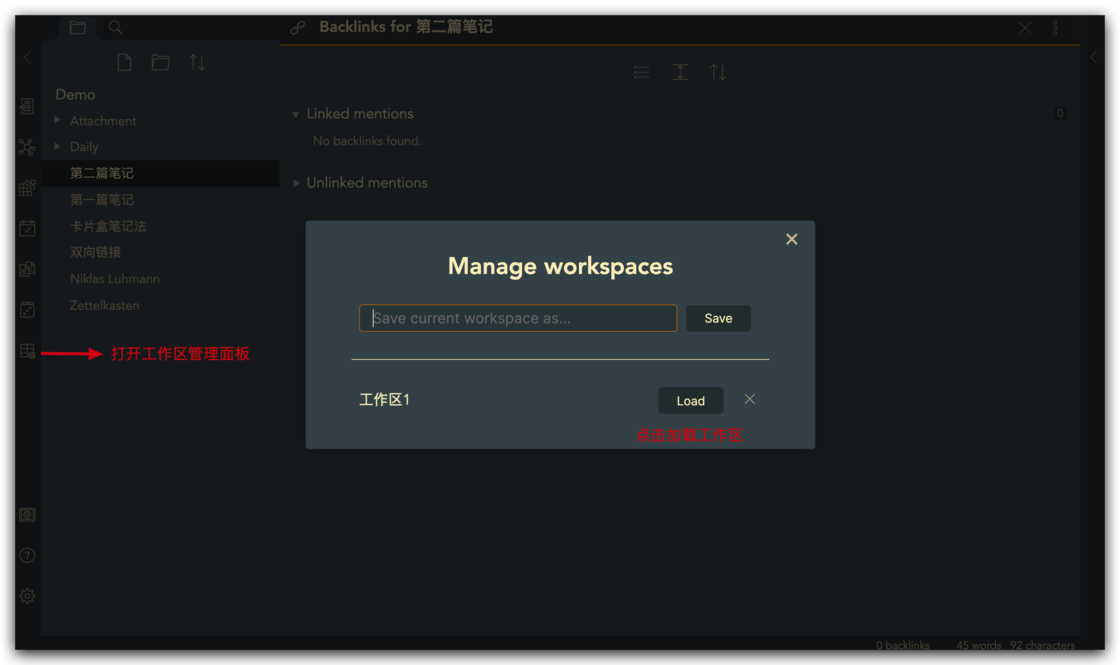 Backlinks for 第二篇笔记
Demo
Attachment
Daily
第二篇笔记
第一篇笔记
卡片盒笔记法
双向链接
Niklas Luhmann
Zettelkasten
Linked mentions
0
No backlinks found.
Unlinked mentions
Manage workspaces
Save current workspace as...
Save
打开工作区管理面板
工作区1
Load
点击加载工作区
0 backlinks
45 words
92 characters